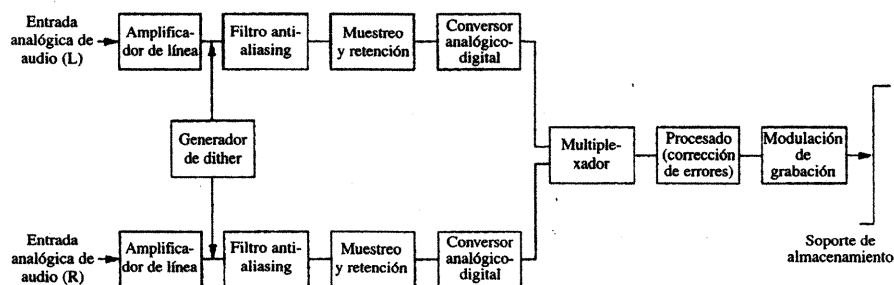 Entrada
analógica de
audio (L)
Amplifica-
dor de línea
Filtro anti-
aliasing
Muestreo
y retención
Conversor
analógico-
digital
Generador
de dither
Multiple-
xador
Procesado
(corrección
de errores)
Modulación
de
grabación
Soporte de
almacenamiento
Entrada
analógica de
audio (R)
Amplifica-
dor de línea
Filtro anti-
aliasing
Muestreo
y retención
Conversor
analógico-
digital